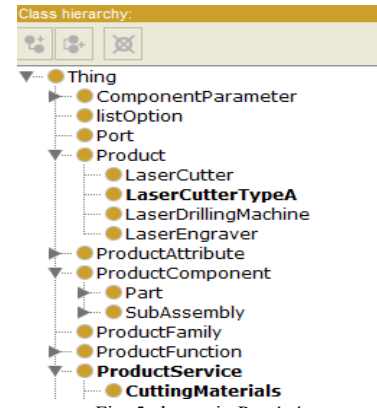 Class hierarchy:
Thing
ComponentParameter
listOption
Port
Product
LaserCutter
LaserCutterTypeA
LaserDrillingMachine
LaserEngraver
ProductAttribute
ProductComponent
Part
SubAssembly
ProductFamily
ProductFunction
ProductService
CuttingMaterials